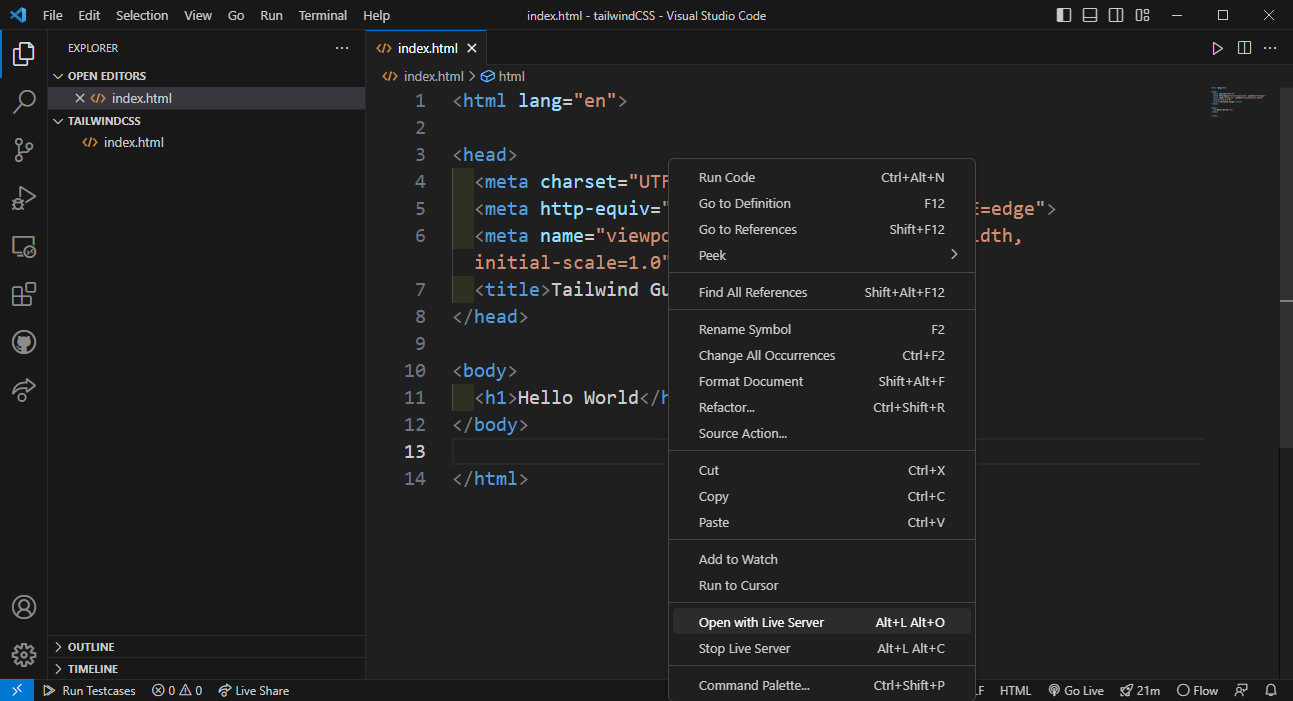 File Edit Selection View Go Run Terminal Help
index.html - tailwindCSS - Visual Studio Code
EXPLORER
OPEN EDITORS
index.html
TAILWINDCSS
index.html
OUTLINE
TIMELINE
index.html
index.html > html
1 <html lang="en">
2
3 <head>
4 <meta charset="UTF
5 <meta http-equiv=" =edge">
6 <meta name="viewpo dth,
initial-scale=1.0"
7 <title>Tailwind Gu
8 </head>
9
10 <body>
11 <h1>Hello World</h
12 </body>
13
14 </html>
Run Code Ctrl+Alt+N
Go to Definition F12
Go to References Shift+F12
Peek
Find All References Shift+Alt+F12
Rename Symbol F2
Change All Occurrences Ctrl+F2
Format Document Shift+Alt+F
Refactor... Ctrl+Shift+R
Source Action...
Cut Ctrl+X
Copy Ctrl+C
Paste Ctrl+V
Add to Watch
Run to Cursor
Open with Live Server Alt+L Alt+O
Stop Live Server Alt+L Alt+C
Command Palette... Ctrl+Shift+P
Run Testcases 0 0 Live Share
LF HTML Go Live 21m Flow